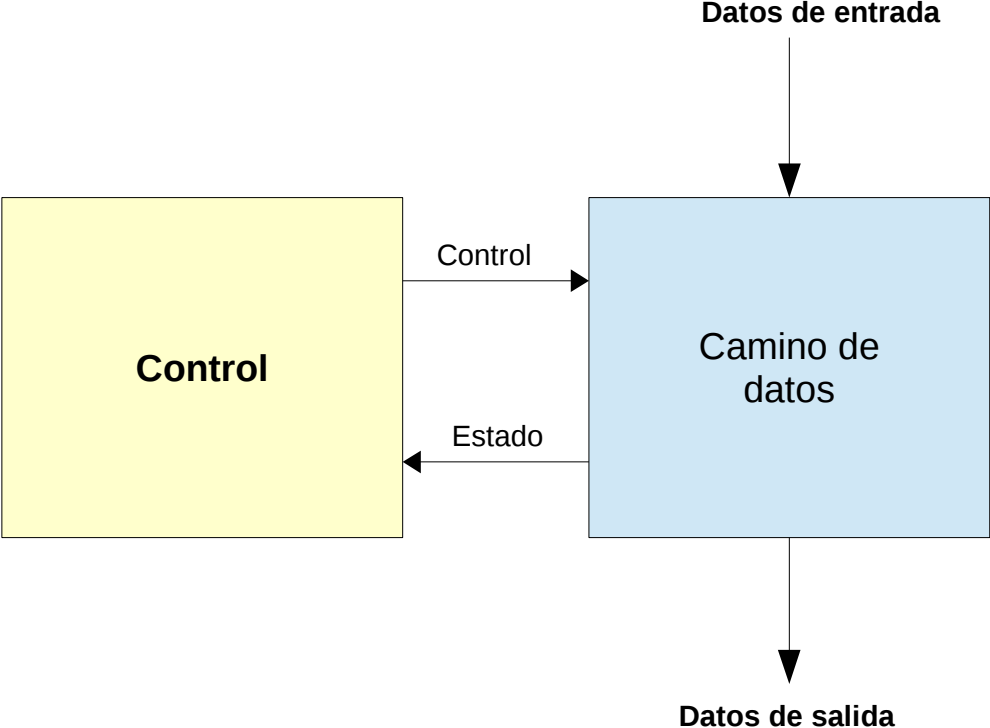 Datos de entrada
Control
Control
Camino de
datos
Estado
Datos de salida